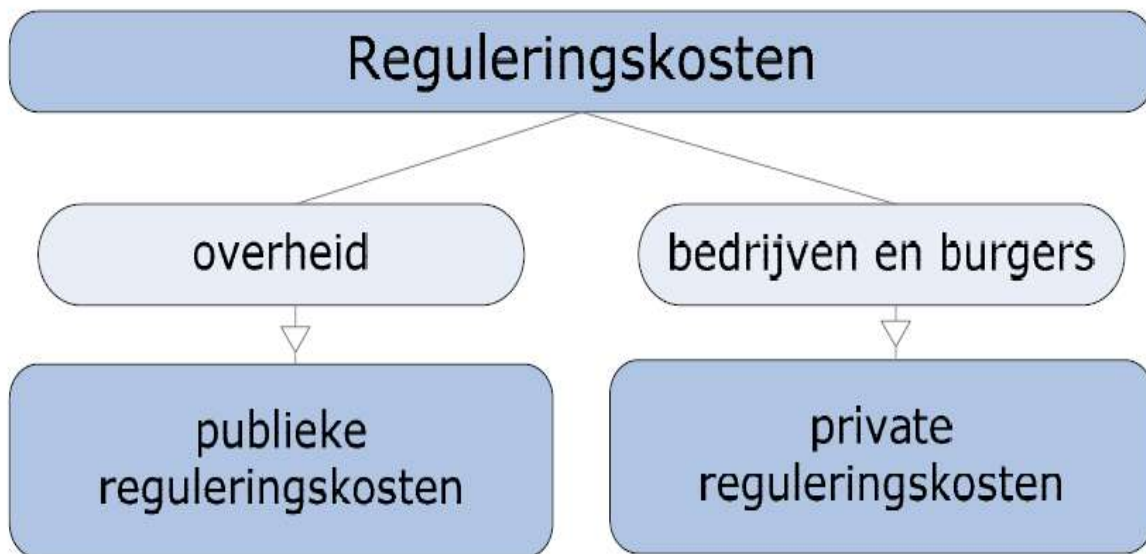 Reguleringskosten
overheid
bedrijven en burgers
publieke
reguleringskosten
private
reguleringskosten